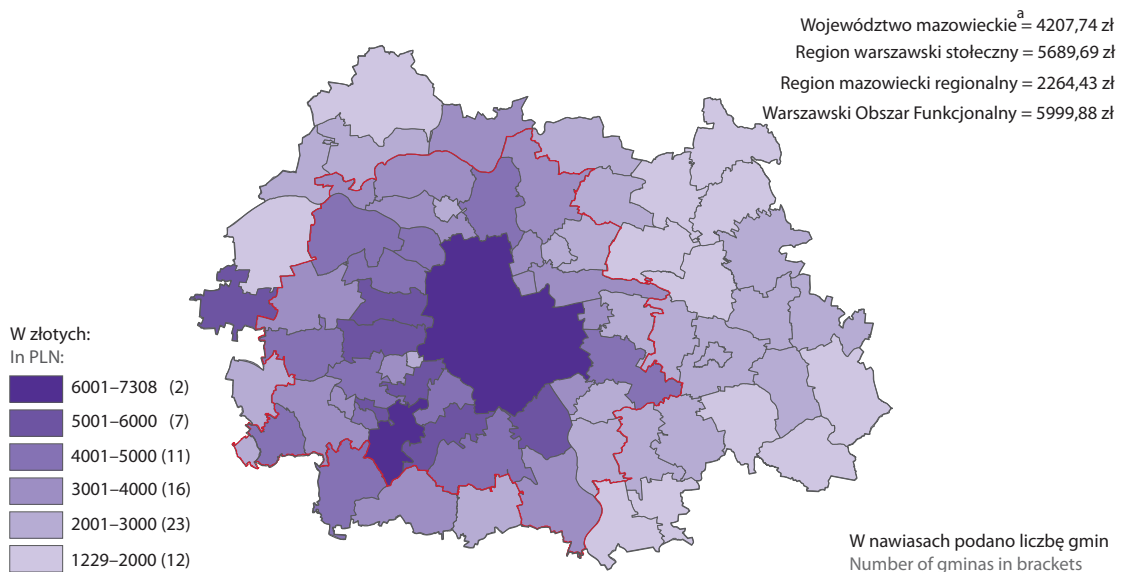 Województwo mazowieckie a = 4207,74 zł
Region warszawski stołeczny = 5689,69 zł
Region mazowiecki regionalny = 2264,43 zł
Warszawski Obszar Funkcjonalny = 5999,88 zł
W złotych:
In PLN:
6001–7308 (2)
5001–6000 (7)
4001–5000 (11)
3001–4000 (16)
2001–3000 (23)
1229–2000 (12)
W nawiasach podano liczbę gmin
Number of gminas in brackets